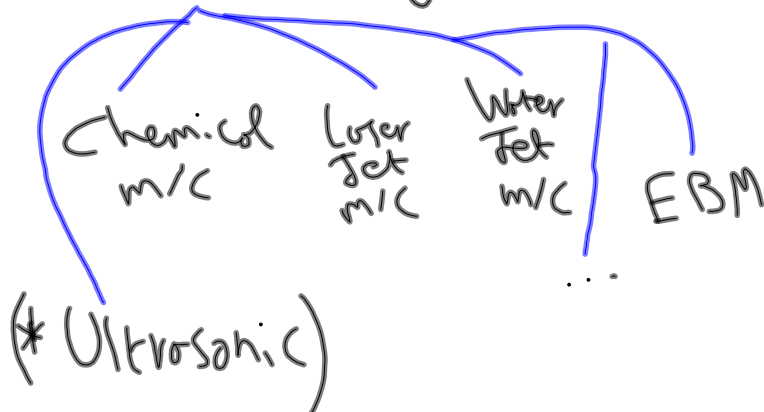 Chemical
m/c
Laser
Jet
m/c
Water
Jet
m/c
EBM
...
(* Ultrasonic)